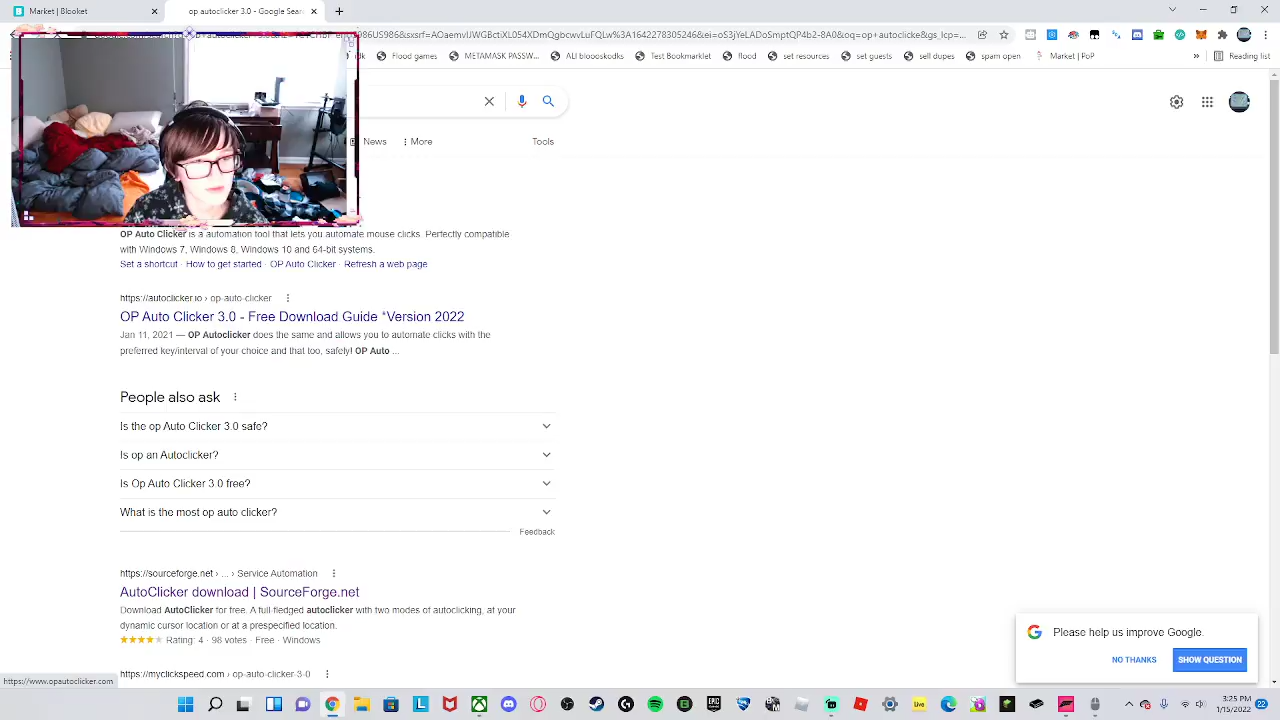 Market | Blooket
op autoclicker 3.0 - Google Sear
Flood games
METAMASK PASSW...
ALI bloooskodks
Test Bookmarklet
flood
set resources
set guests
sell dupes
spam open
Market | PoP
»
Reading list
News
More
Tools
OP Auto Clicker is a automation tool that lets you automate mouse clicks. Perfectly compatible
with Windows 7, Windows 8, Windows 10 and 64-bit systems.
Set a shortcut · How to get started · OP Auto Clicker · Refresh a web page
https://autoclicker.io › op-auto-clicker
OP Auto Clicker 3.0 - Free Download Guide *Version 2022
Jan 11, 2021 — OP Autoclicker does the same and allows you to automate clicks with the
preferred key/interval of your choice and that too, safely! OP Auto ...
People also ask
Is the op Auto Clicker 3.0 safe?
Is op an Autoclicker?
Is Op Auto Clicker 3.0 free?
What is the most op auto clicker?
Feedback
https://sourceforge.net › ... › Service Automation
AutoClicker download | SourceForge.net
Download AutoClicker for free. A full-fledged autoclicker with two modes of autoclicking, at your
dynamic cursor location or at a prespecified location.
Rating: 4 · 98 votes · Free · Windows
https://myclickspeed.com › op-auto-clicker-3-0
Please help us improve Google.
NO THANKS
SHOW QUESTION
https://www.opautoclicker.com
3:25 PM
1/15/2022